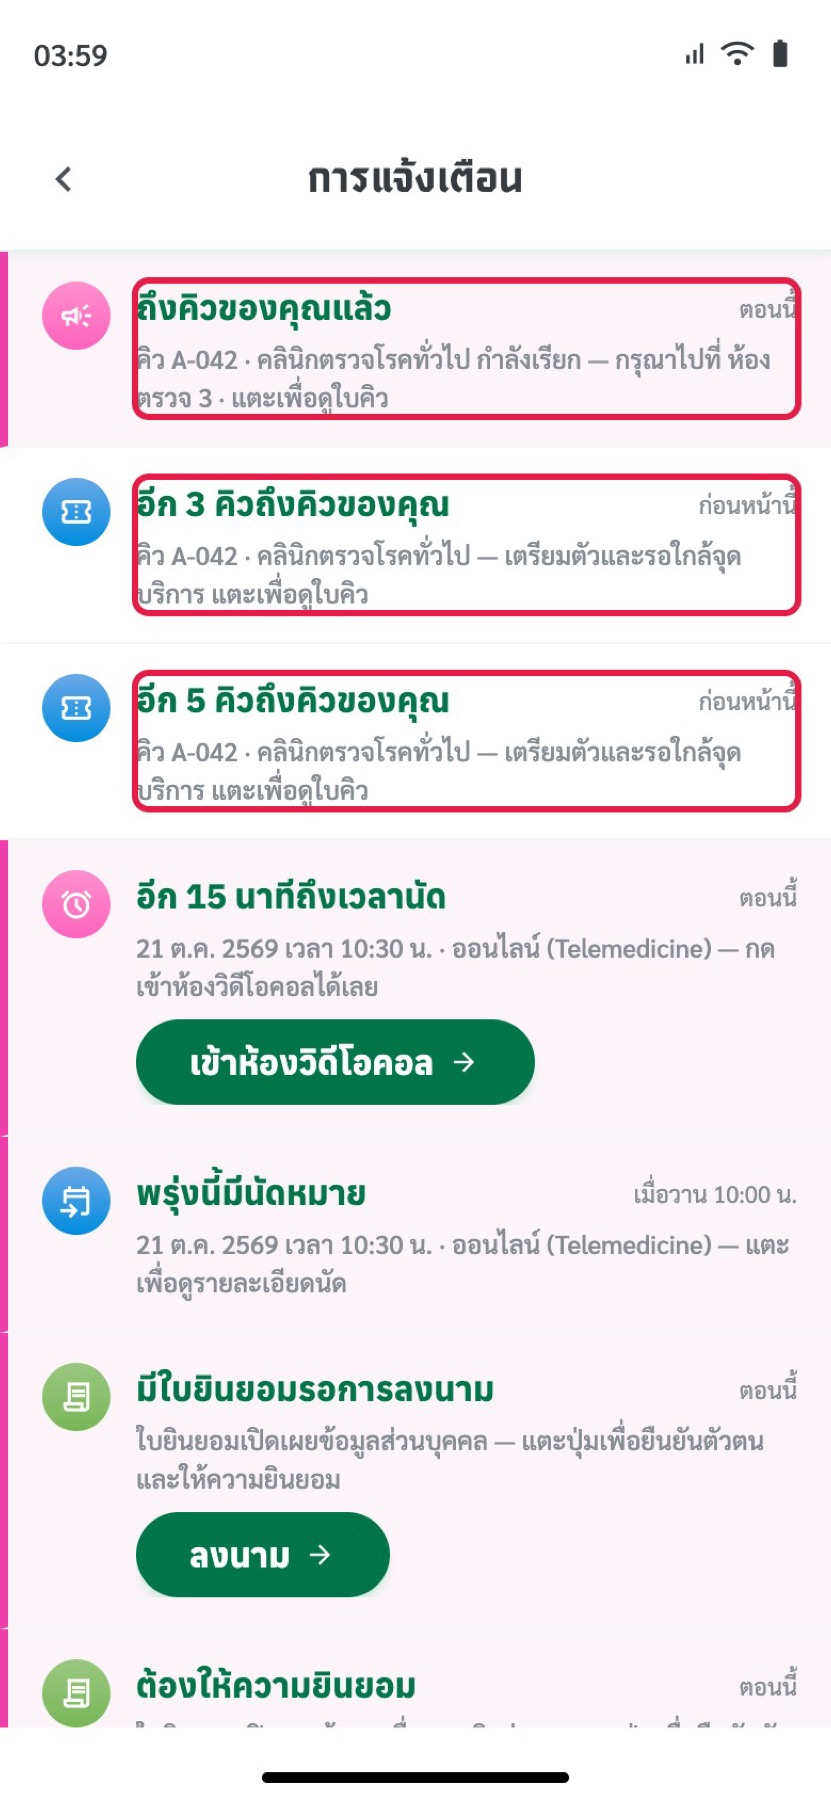 03:59
การแจ้งเตือน
ถึงคิวของคุณแล้ว
ตอนนี้
คิว A-042 · คลินิกตรวจโรคทั่วไป กำลังเรียก — กรุณาไปที่ ห้อง
ตรวจ 3 · แตะเพื่อดูใบคิว
อีก 3 คิวถึงคิวของคุณ
ก่อนหน้านี้
คิว A-042 · คลินิกตรวจโรคทั่วไป — เตรียมตัวและรอใกล้จุด
บริการ แตะเพื่อดูใบคิว
อีก 5 คิวถึงคิวของคุณ
ก่อนหน้านี้
คิว A-042 · คลินิกตรวจโรคทั่วไป — เตรียมตัวและรอใกล้จุด
บริการ แตะเพื่อดูใบคิว
อีก 15 นาทีถึงเวลานัด
ตอนนี้
21 ต.ค. 2569 เวลา 10:30 น. · ออนไลน์ (Telemedicine) — กด
เข้าห้องวิดีโอคอลได้เลย
เข้าห้องวิดีโอคอล →
พรุ่งนี้มีนัดหมาย
เมื่อวาน 10:00 น.
21 ต.ค. 2569 เวลา 10:30 น. · ออนไลน์ (Telemedicine) — แตะ
เพื่อดูรายละเอียดนัด
มีใบยินยอมรอการลงนาม
ตอนนี้
ใบยินยอมเปิดเผยข้อมูลส่วนบุคคล — แตะปุ่มเพื่อยืนยันตัวตน
และให้ความยินยอม
ลงนาม →
ต้องให้ความยินยอม
ตอนนี้